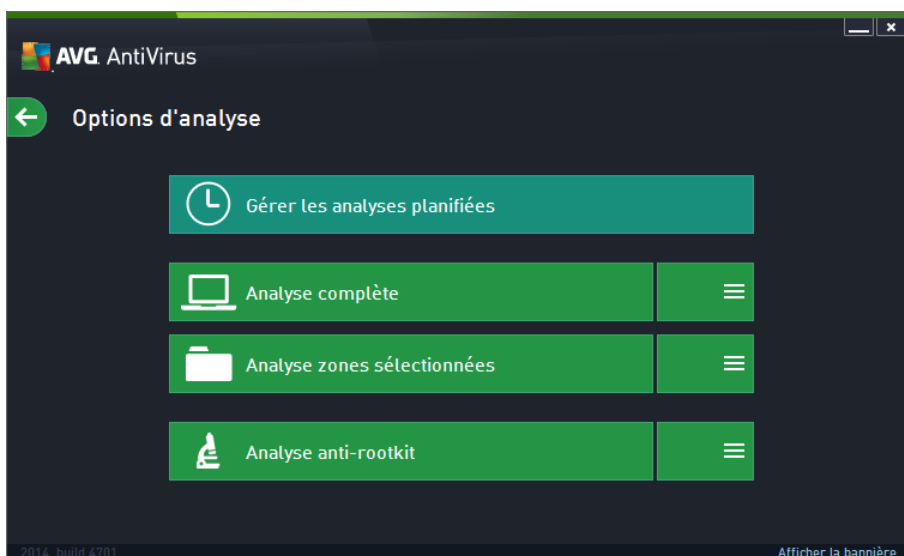 AVG. AntiVirus
Options d'analyse
Gérer les analyses planifiées
Analyse complète
Analyse zones sélectionnées
Analyse anti-rootkit
2014, build 4701
Afficher la bannière